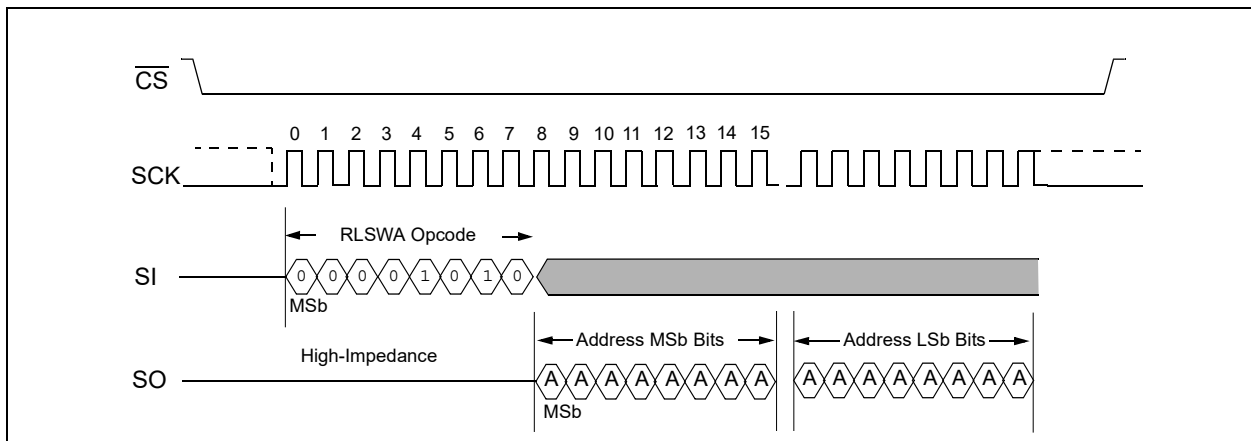 CS
0 1 2 3 4 5 6 7 8 9 10 11 12 13 14 15
SCK
RLSWA Opcode
SI 0 0 0 0 1 0 1 0
MSb
Address MSb Bits Address LSb Bits
High-Impedance
SO A A A A A A A A A A A A A A A A
MSb